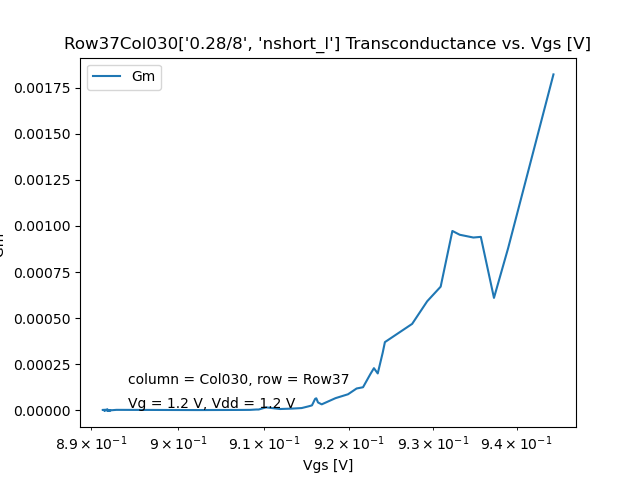 Row37Col030['0.28/8', 'nshort_l'] Transconductance vs. Vgs [V]
Gm
0.00175
0.00150
0.00125
0.00100
0.00075
0.00050
0.00025
0.00000
column = Col030, row = Row37
Vg = 1.2 V, Vdd = 1.2 V
8.9 × 10⁻¹ 9 × 10⁻¹ 9.1 × 10⁻¹ 9.2 × 10⁻¹ 9.3 × 10⁻¹ 9.4 × 10⁻¹
Vgs [V]